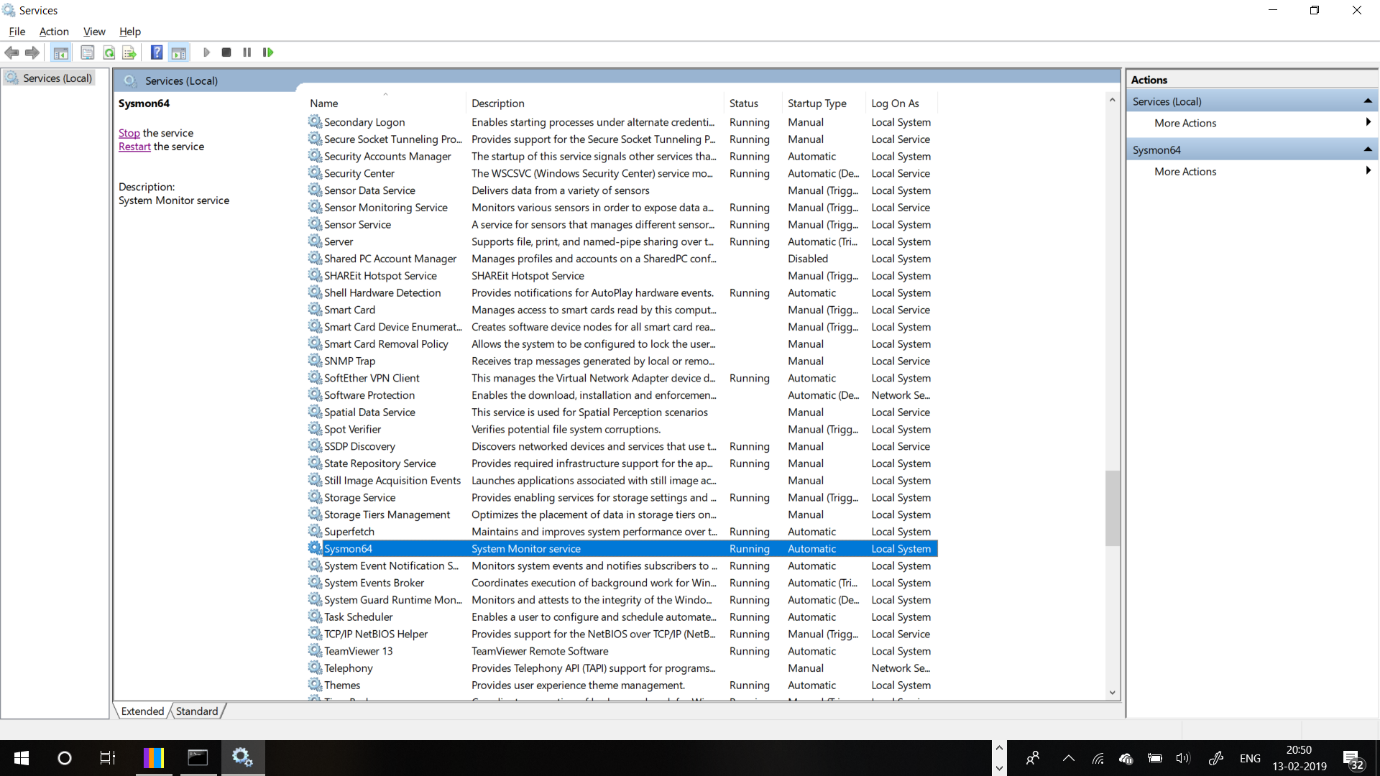 Services
File Action View Help
Services (Local)
Services (Local)
Sysmon64
Stop the service
Restart the service
Description:
System Monitor service
Name Description Status Startup Type Log On As
Secondary Logon Enables starting processes under alternate credenti... Running Manual Local System
Secure Socket Tunneling Pro... Provides support for the Secure Socket Tunneling P... Running Manual Local Service
Security Accounts Manager The startup of this service signals other services tha... Running Automatic Local System
Security Center The WSCSVC (Windows Security Center) service mo... Running Automatic (De... Local Service
Sensor Data Service Delivers data from a variety of sensors Manual (Trigg... Local System
Sensor Monitoring Service Monitors various sensors in order to expose data a... Running Manual (Trigg... Local Service
Sensor Service A service for sensors that manages different sensor... Running Manual (Trigg... Local System
Server Supports file, print, and named-pipe sharing over t... Running Automatic (Tri... Local System
Shared PC Account Manager Manages profiles and accounts on a SharedPC conf... Disabled Local System
SHAREit Hotspot Service SHAREit Hotspot Service Manual (Trigg... Local System
Shell Hardware Detection Provides notifications for AutoPlay hardware events. Running Automatic Local System
Smart Card Manages access to smart cards read by this comput... Manual (Trigg... Local Service
Smart Card Device Enumerat... Creates software device nodes for all smart card rea... Manual (Trigg... Local System
Smart Card Removal Policy Allows the system to be configured to lock the user... Manual Local System
SNMP Trap Receives trap messages generated by local or remo... Manual Local Service
SoftEther VPN Client This manages the Virtual Network Adapter device d... Running Automatic Local System
Software Protection Enables the download, installation and enforcemen... Automatic (De... Network Se...
Spatial Data Service This service is used for Spatial Perception scenarios Manual Local Service
Spot Verifier Verifies potential file system corruptions. Manual (Trigg... Local System
SSDP Discovery Discovers networked devices and services that use t... Running Manual Local Service
State Repository Service Provides required infrastructure support for the ap... Running Manual Local System
Still Image Acquisition Events Launches applications associated with still image ac... Manual Local System
Storage Service Provides enabling services for storage settings and ... Running Manual (Trigg... Local System
Storage Tiers Management Optimizes the placement of data in storage tiers on... Manual Local System
Superfetch Maintains and improves system performance over t... Running Automatic Local System
Sysmon64 System Monitor service Running Automatic Local System
System Event Notification S... Monitors system events and notifies subscribers to ... Running Automatic Local System
System Events Broker Coordinates execution of background work for Win... Running Automatic (Tri... Local System
System Guard Runtime Mon... Monitors and attests to the integrity of the Windo... Running Automatic (De... Local System
Task Scheduler Enables a user to configure and schedule automate... Running Automatic Local System
TCP/IP NetBIOS Helper Provides support for the NetBIOS over TCP/IP (NetB... Running Manual (Trigg... Local Service
TeamViewer 13 TeamViewer Remote Software Running Automatic Local System
Telephony Provides Telephony API (TAPI) support for programs... Manual Network Se...
Themes Provides user experience theme management. Running Automatic Local System
Extended Standard
Actions
Services (Local)
More Actions
Sysmon64
More Actions
ENG
20:50
13-02-2019
32